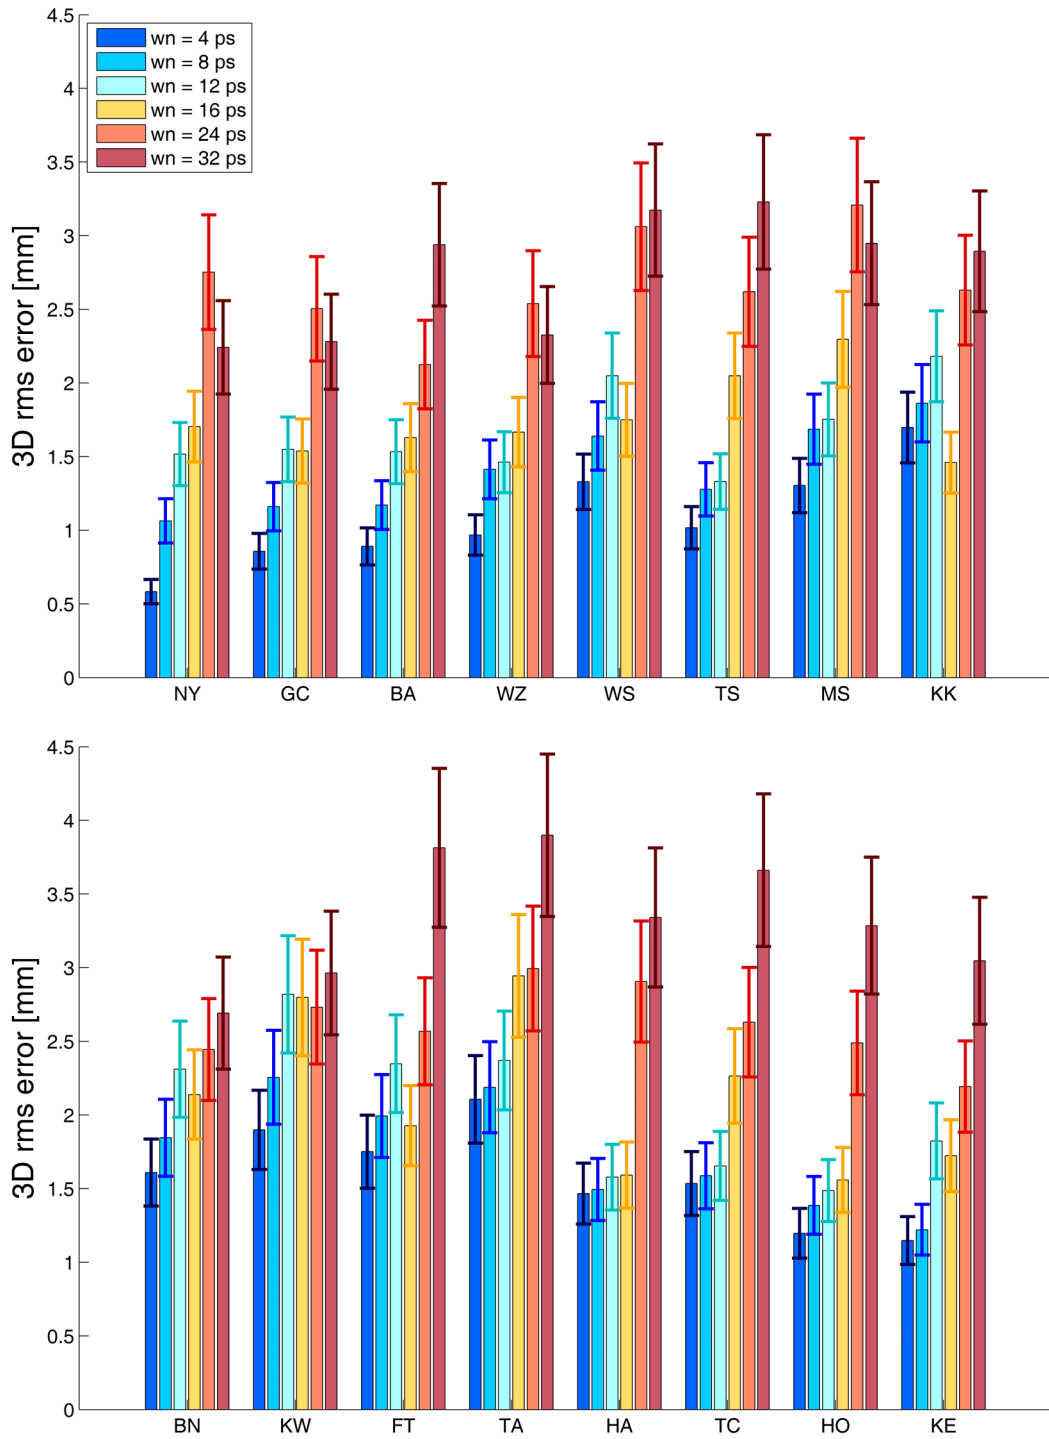 4.5
wn = 4 ps
wn = 8 ps
wn = 12 ps
wn = 16 ps
wn = 24 ps
wn = 32 ps
4
3.5
3
2.5
2
1.5
1
0.5
0
3D rms error [mm]
NY GC BA WZ WS TS MS KK
4.5
4
3.5
3
2.5
2
1.5
1
0.5
0
3D rms error [mm]
BN KW FT TA HA TC HO KE